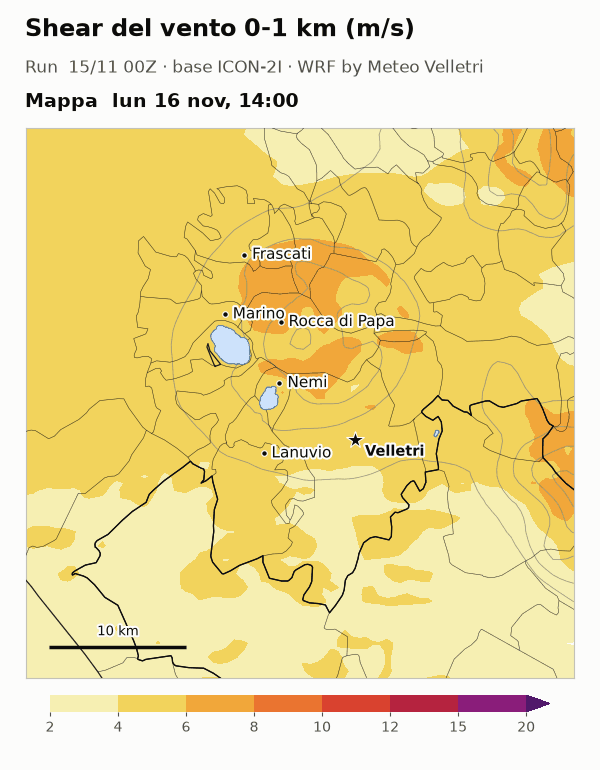 Shear del vento 0-1 km (m/s)
Run  15/11 00Z · base ICON-2I · WRF by Meteo Velletri
Mappa  lun 16 nov, 14:00
Frascati
Marino
Rocca di Papa
Nemi
Velletri
Lanuvio
10 km
2 4 6 8 10 12 15 20